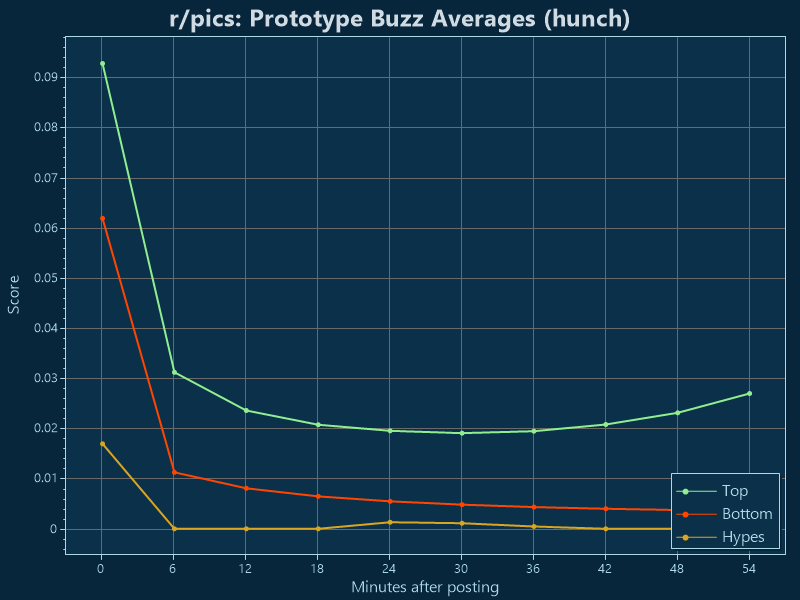 r/pics: Prototype Buzz Averages (hunch)
Score
0.09
0.08
0.07
0.06
0.05
0.04
0.03
0.02
0.01
0
Top
Bottom
Hypes
0 6 12 18 24 30 36 42 48 54
Minutes after posting